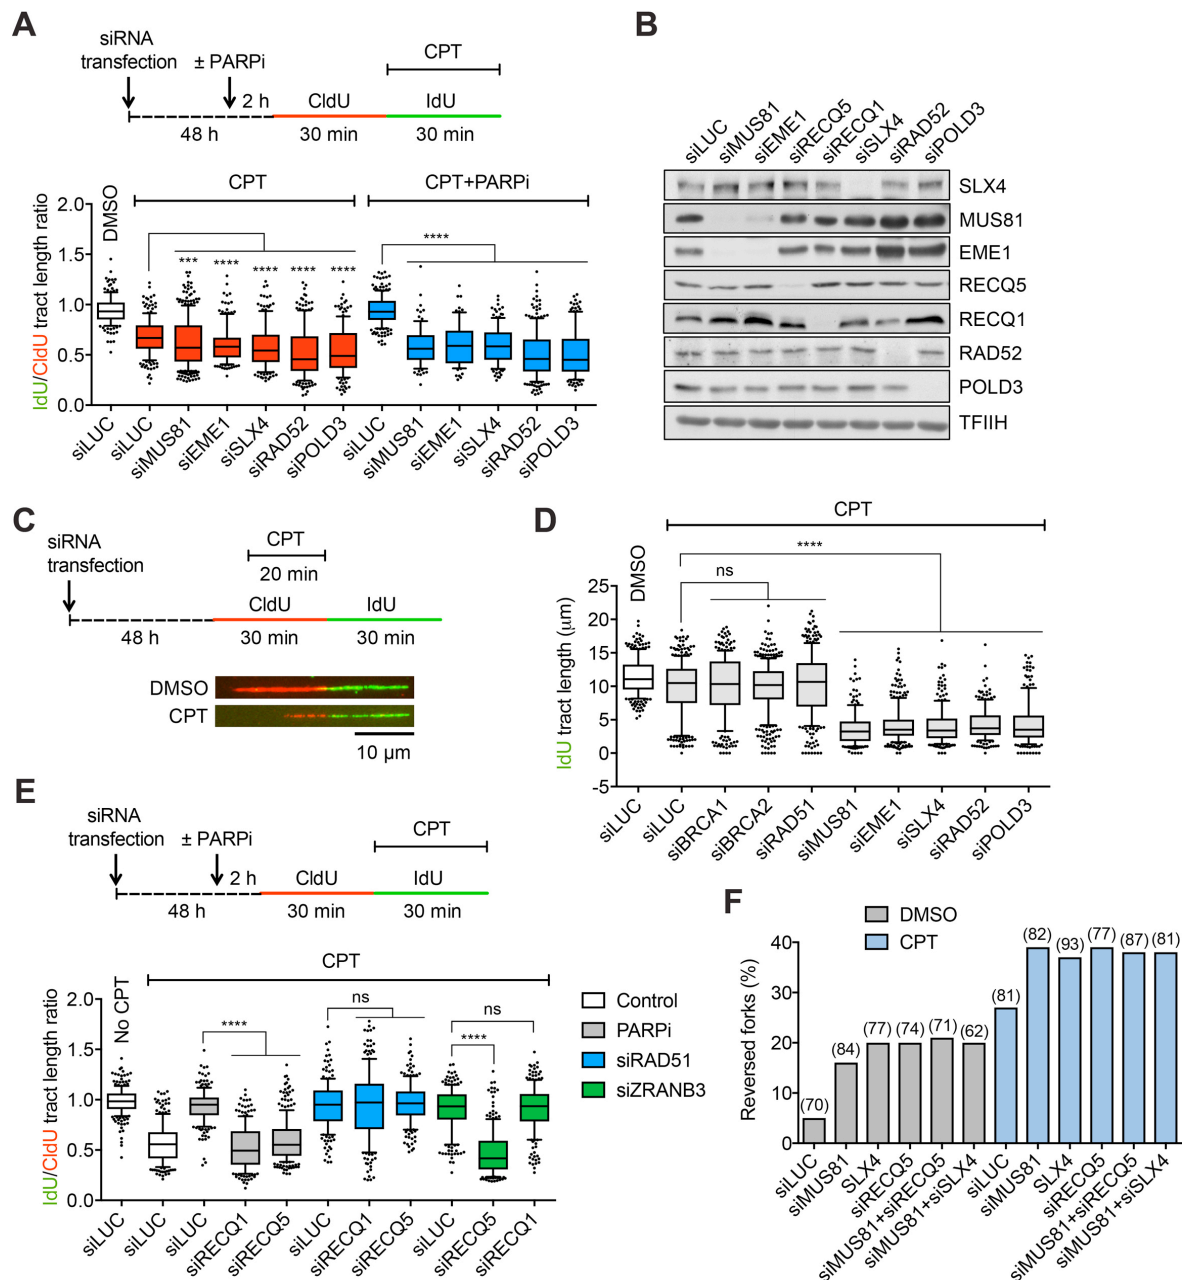 A
siRNA
transfection
± PARPi
CPT
2 h
CldU
IdU
48 h
30 min
30 min
CPT
CPT+PARPi
DMSO
IdU/CldU tract length ratio
2.0
1.5
1.0
0.5
0.0
***
****
****
****
****
****
siLUC
siLUC
siMUS81
siEME1
siSLX4
siRAD52
siPOLD3
siLUC
siMUS81
siEME1
siSLX4
siRAD52
siPOLD3
B
siLUC
siMUS81
siEME1
siRECQ5
siRECQ1
siSLX4
siRAD52
siPOLD3
SLX4
MUS81
EME1
RECQ5
RECQ1
RAD52
POLD3
TFIIH
C
siRNA
transfection
CPT
20 min
CldU
IdU
48 h
30 min
30 min
DMSO
CPT
10 µm
D
CPT
****
ns
DMSO
IdU tract length (µm)
25
20
15
10
5
0
-5
siLUC
siLUC
siBRCA1
siBRCA2
siRAD51
siMUS81
siEME1
siSLX4
siRAD52
siPOLD3
E
siRNA
transfection
± PARPi
CPT
2 h
CldU
IdU
48 h
30 min
30 min
CPT
No CPT
IdU/CldU tract length ratio
2.0
1.5
1.0
0.5
0.0
****
ns
ns
****
siLUC
siLUC
siLUC
siRECQ1
siRECQ5
siLUC
siRECQ1
siRECQ5
siLUC
siRECQ5
siRECQ1
Control
PARPi
siRAD51
siZRANB3
F
DMSO
CPT
Reversed forks (%)
40
30
20
10
0
(70)
(84)
(77)
(74)
(71)
(62)
(81)
(82)
(93)
(77)
(87)
(81)
siLUC
siMUS81
SLX4
siRECQ5
siMUS81+siRECQ5
siMUS81+siSLX4
siLUC
siMUS81
SLX4
siRECQ5
siMUS81+siRECQ5
siMUS81+siSLX4